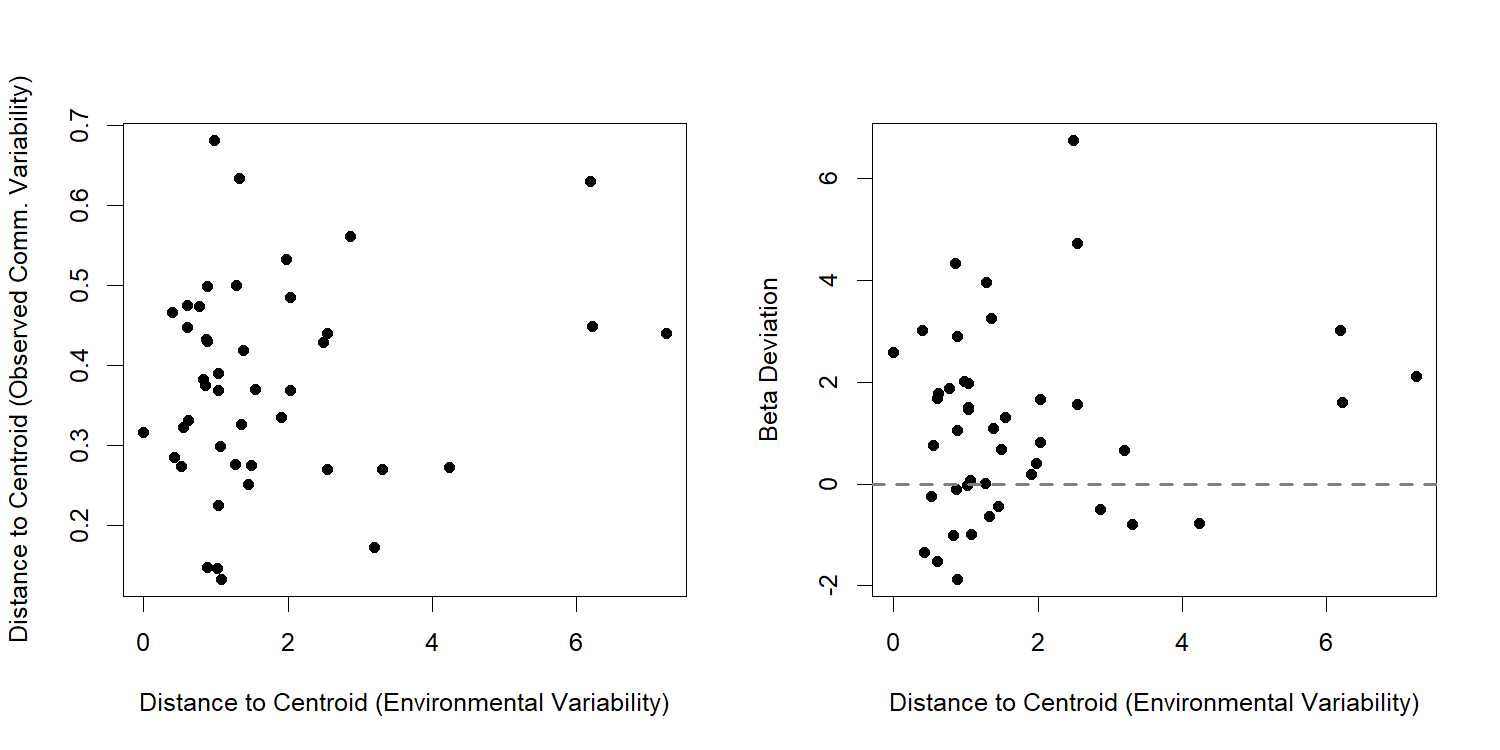 Distance to Centroid (Observed Comm. Variability)
0.7
0.6
0.5
0.4
0.3
0.2
0 2 4 6
Distance to Centroid (Environmental Variability)
Beta Deviation
6
4
2
0
-2
0 2 4 6
Distance to Centroid (Environmental Variability)